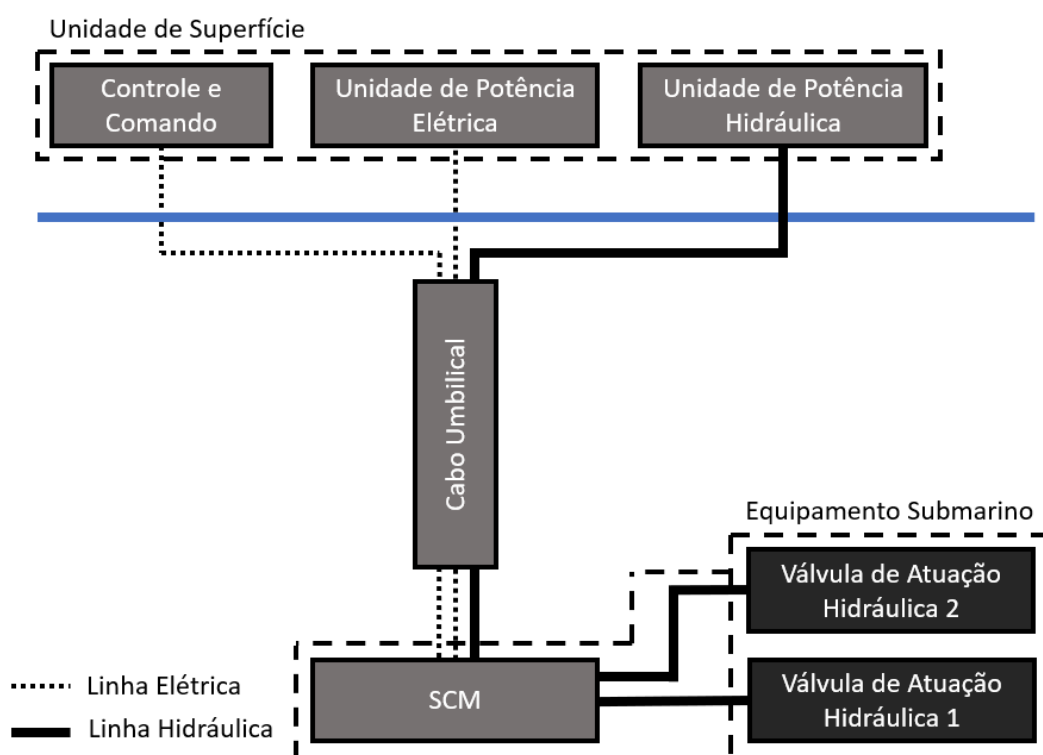 Unidade de Superfície
Controle e
Comando
Unidade de Potência
Elétrica
Unidade de Potência
Hidráulica
Cabo Umbilical
Equipamento Submarino
Válvula de Atuação
Hidráulica 2
SCM
Válvula de Atuação
Hidráulica 1
Linha Elétrica
Linha Hidráulica